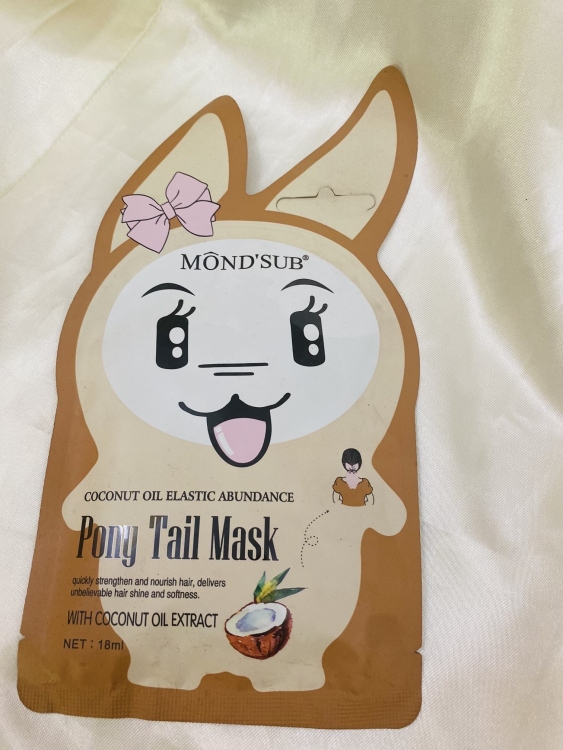 MÔND'SUB®
COCONUT OIL ELASTIC ABUNDANCE
Pony Tail Mask
quickly strengthen and nourish hair, delivers
unbelievable hair shine and softness.
WITH COCONUT OIL EXTRACT
NET : 18ml